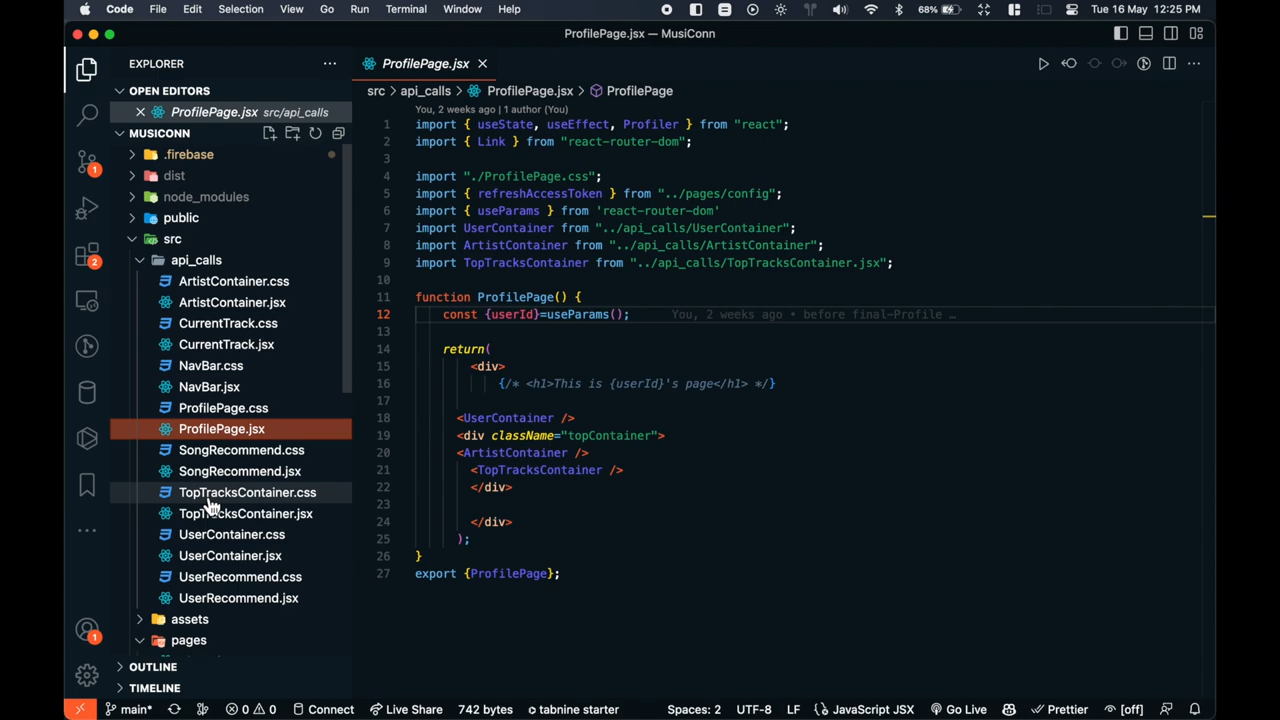 Code File Edit Selection View Go Run Terminal Window Help 68% Tue 16 May 12:25 PM
ProfilePage.jsx — MusiConn
EXPLORER
OPEN EDITORS
ProfilePage.jsx src/api_calls
MUSICONN
.firebase
dist
node_modules
public
src
api_calls
ArtistContainer.css
ArtistContainer.jsx
CurrentTrack.css
CurrentTrack.jsx
NavBar.css
NavBar.jsx
ProfilePage.css
ProfilePage.jsx
SongRecommend.css
SongRecommend.jsx
TopTracksContainer.css
TopTracksContainer.jsx
UserContainer.css
UserContainer.jsx
UserRecommend.css
UserRecommend.jsx
assets
pages
OUTLINE
TIMELINE
1
2
1
ProfilePage.jsx
src > api_calls > ProfilePage.jsx > ProfilePage
You, 2 weeks ago | 1 author (You)
1 import { useState, useEffect, Profiler } from "react";
2 import { Link } from "react-router-dom";
3
4 import "./ProfilePage.css";
5 import { refreshAccessToken } from "../pages/config";
6 import { useParams } from 'react-router-dom'
7 import UserContainer from "../api_calls/UserContainer";
8 import ArtistContainer from "../api_calls/ArtistContainer";
9 import TopTracksContainer from "../api_calls/TopTracksContainer.jsx";
10
11 function ProfilePage() {
12 const {userId}=useParams(); You, 2 weeks ago • before final-Profile …
13
14 return(
15 <div>
16 {/* <h1>This is {userId}'s page</h1> */}
17
18 <UserContainer />
19 <div className="topContainer">
20 <ArtistContainer />
21 <TopTracksContainer />
22 </div>
23
24 </div>
25 );
26 }
27 export {ProfilePage};
main* 0 0 Connect Live Share 742 bytes tabnine starter Spaces: 2 UTF-8 LF JavaScript JSX Go Live Prettier [off]